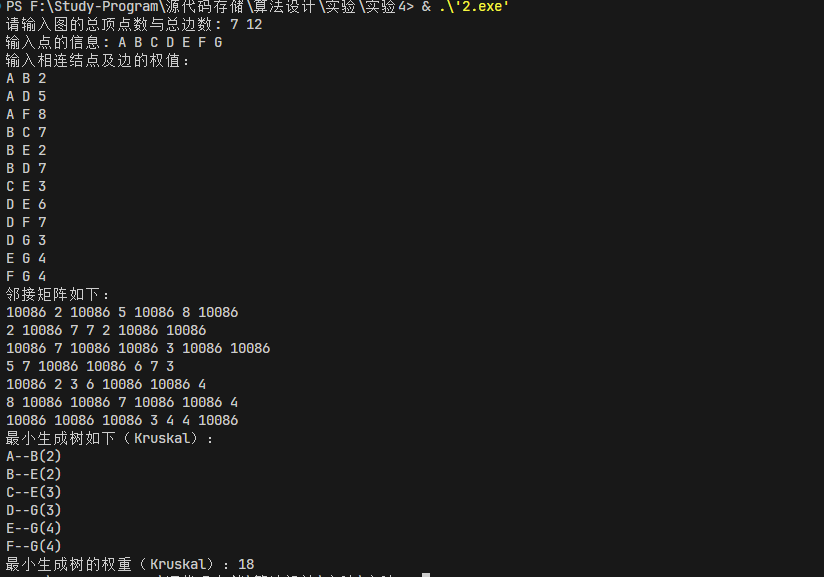 PS F:\Study-Program\源代码存储\算法设计\实验\实验4> & .\'2.exe'
请输入图的总顶点数与总边数: 7 12
输入点的信息: A B C D E F G
输入相连结点及边的权值:
A B 2
A D 5
A F 8
B C 7
B E 2
B D 7
C E 3
D E 6
D F 7
D G 3
E G 4
F G 4
邻接矩阵如下:
10086 2 10086 5 10086 8 10086
2 10086 7 7 2 10086 10086
10086 7 10086 10086 3 10086 10086
5 7 10086 10086 6 7 3
10086 2 3 6 10086 10086 4
8 10086 10086 7 10086 10086 4
10086 10086 10086 3 4 4 10086
最小生成树如下（Kruskal）:
A--B(2)
B--E(2)
C--E(3)
D--G(3)
E--G(4)
F--G(4)
最小生成树的权重（Kruskal）: 18